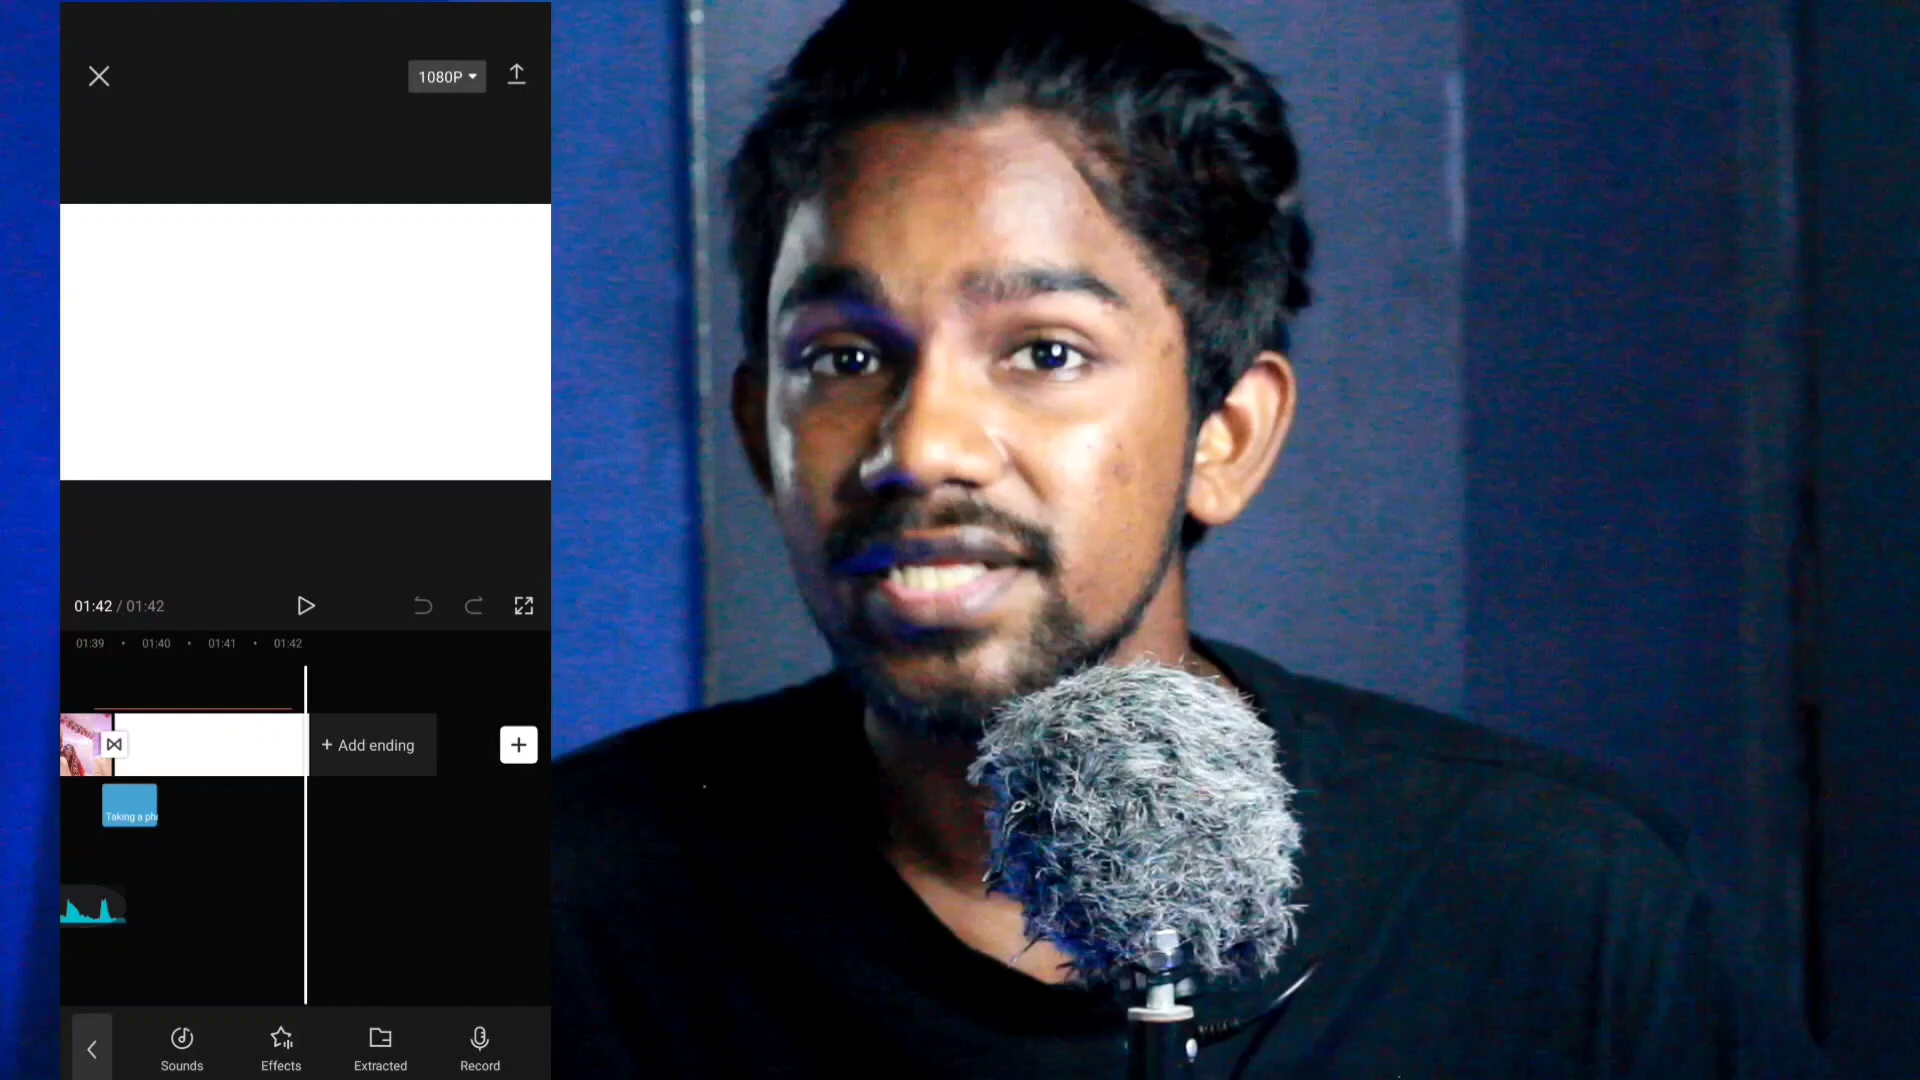 1080P
01:42 / 01:42
01:39 01:40 01:41 01:42
+ Add ending
Taking a
Sounds Effects Extracted Record